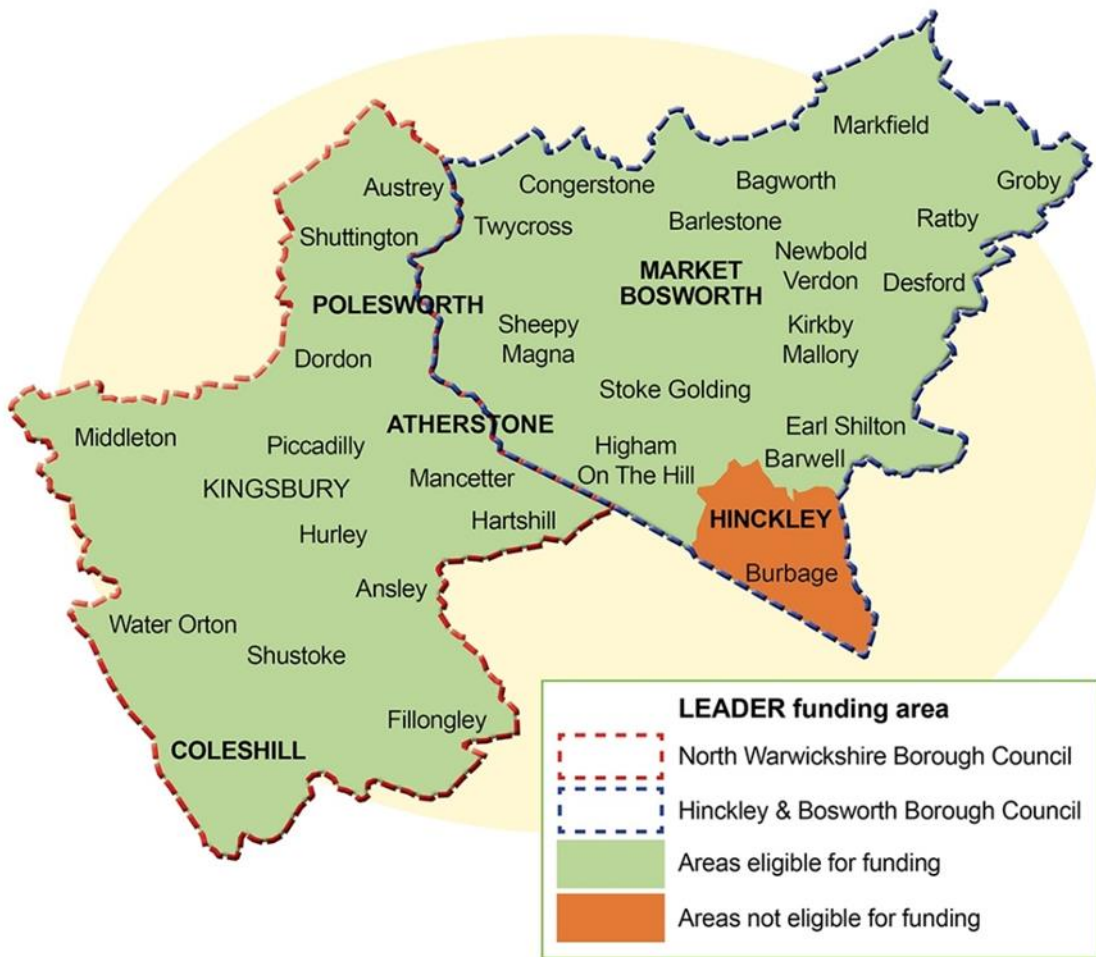 Markfield
Austrey
Congerstone
Bagworth
Groby
Shuttington
Twycross
Barlestone
Ratby
Newbold
Verdon
MARKET
BOSWORTH
Desford
POLESWORTH
Sheepy
Magna
Kirkby
Mallory
Dordon
Stoke Golding
ATHERSTONE
Earl Shilton
Middleton
Piccadilly
Higham
On The Hill
Barwell
KINGSBURY
Mancetter
Hartshill
HINCKLEY
Hurley
Burbage
Ansley
Water Orton
Shustoke
Fillongley
COLESHILL
LEADER funding area
North Warwickshire Borough Council
Hinckley & Bosworth Borough Council
Areas eligible for funding
Areas not eligible for funding